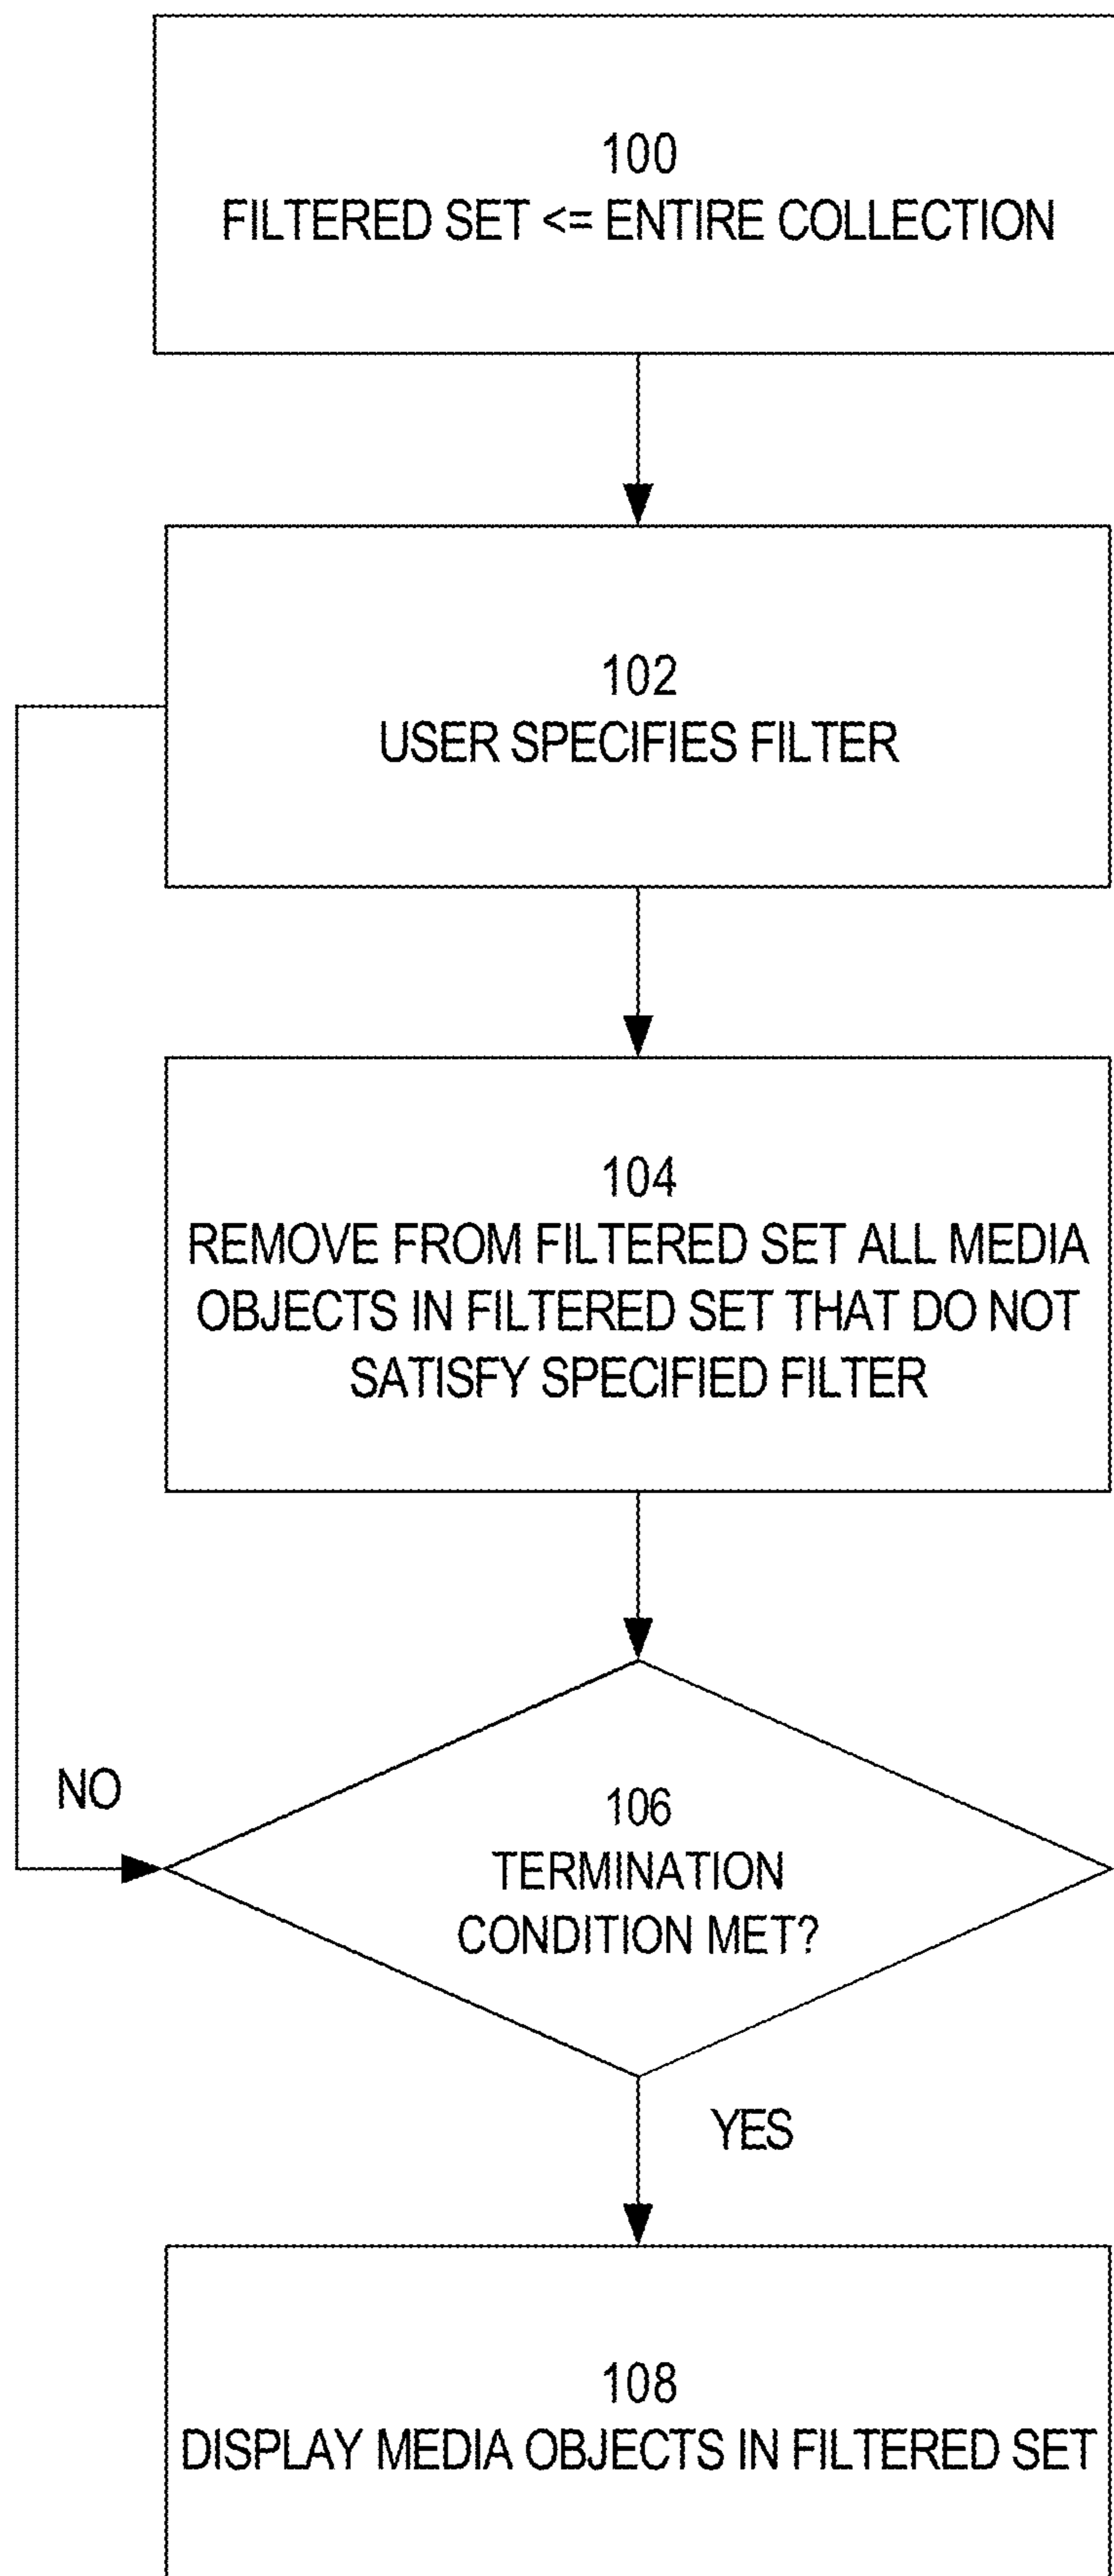 100
FILTERED SET <= ENTIRE COLLECTION
102
USER SPECIFIES FILTER
104
REMOVE FROM FILTERED SET ALL MEDIA
OBJECTS IN FILTERED SET THAT DO NOT
SATISFY SPECIFIED FILTER
NO
106
TERMINATION
CONDITION MET?
YES
108
DISPLAY MEDIA OBJECTS IN FILTERED SET